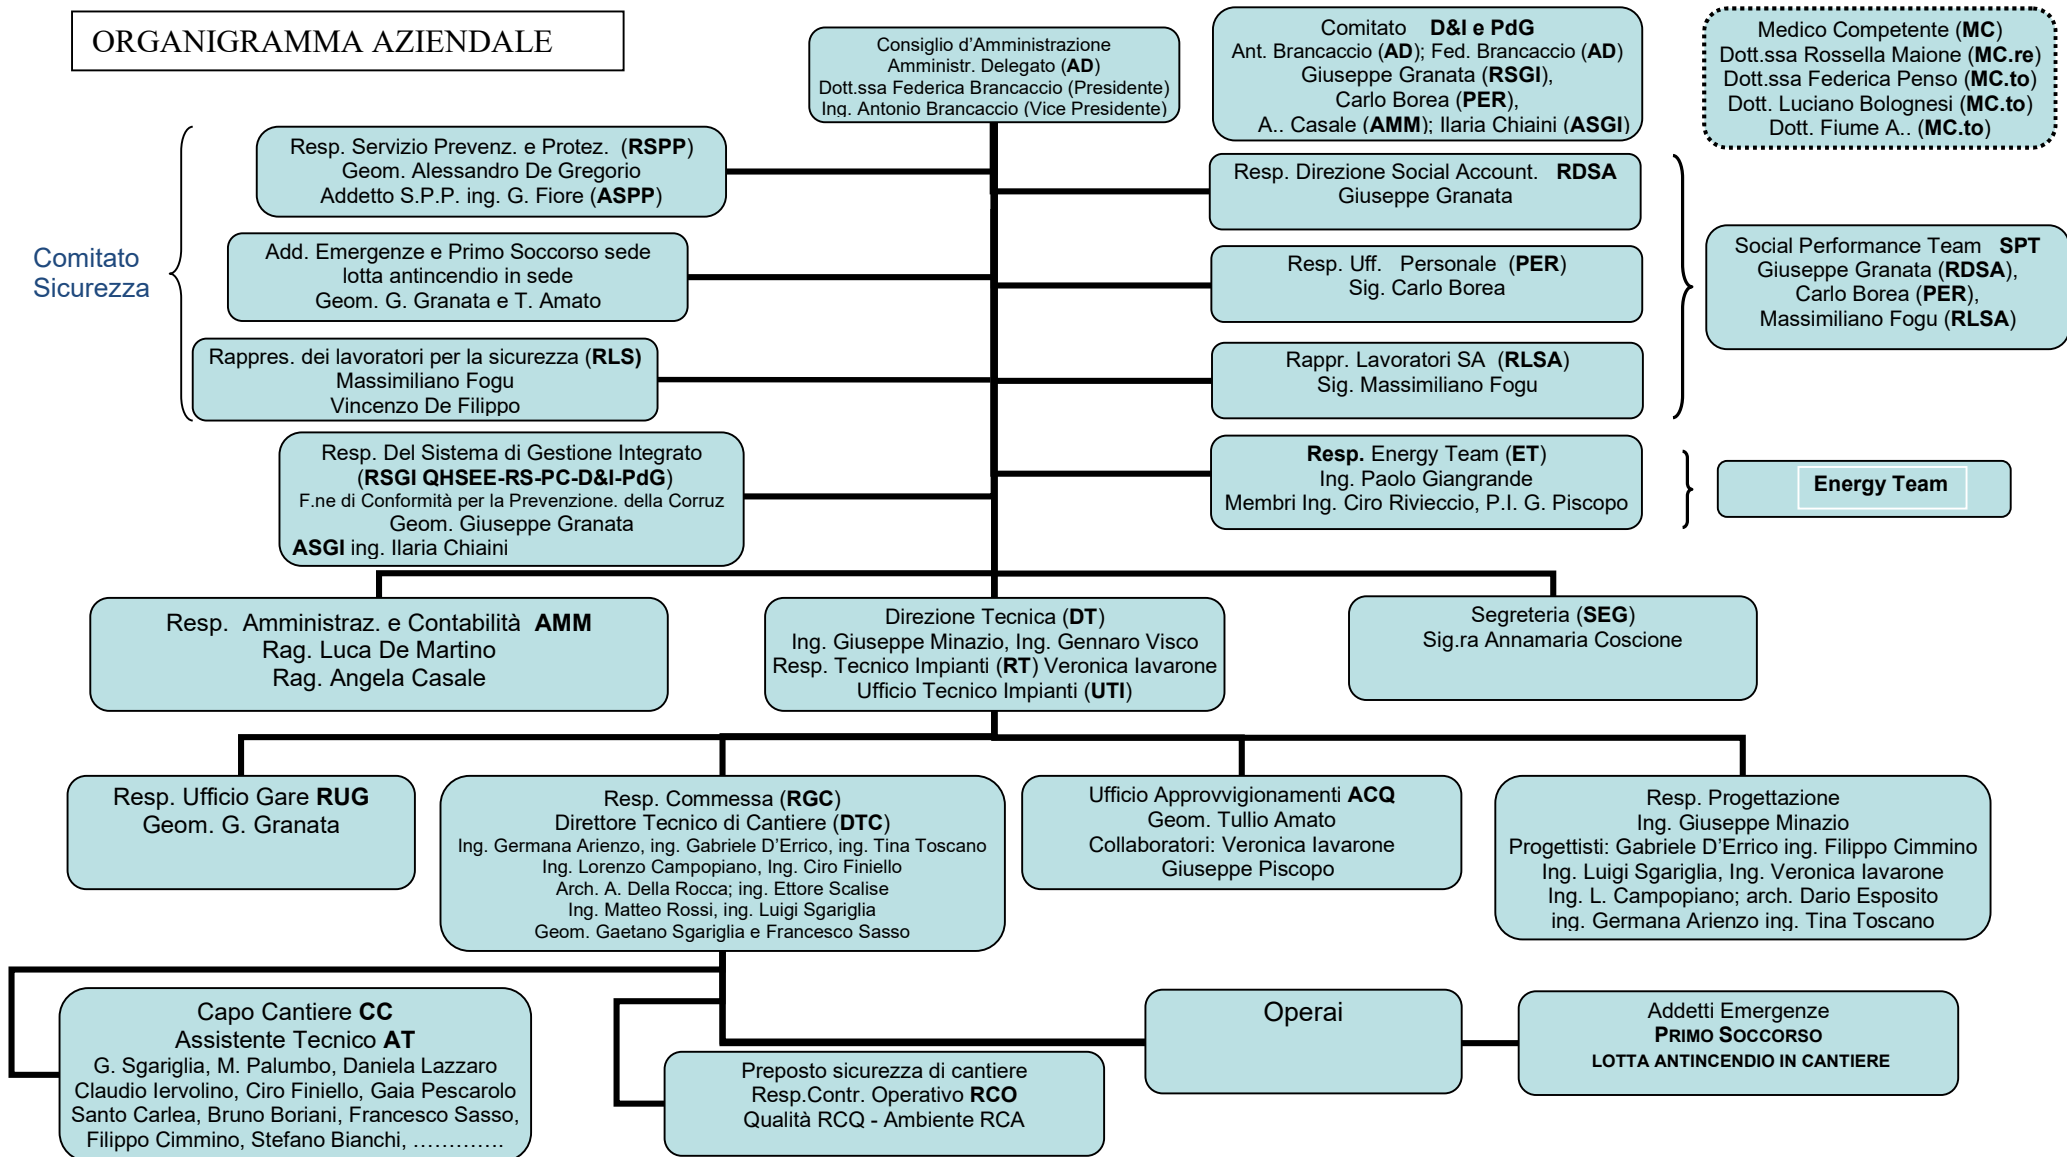 ORGANIGRAMMA AZIENDALE
Consiglio d'Amministrazione
Amministr. Delegato (AD)
Dott.ssa Federica Brancaccio (Presidente)
Ing. Antonio Brancaccio (Vice Presidente)
Comitato D&I e PdG
Ant. Brancaccio (AD); Fed. Brancaccio (AD)
Giuseppe Granata (RSGI),
Carlo Borea (PER),
A.. Casale (AMM); Ilaria Chiaini (ASGI)
Medico Competente (MC)
Dott.ssa Rossella Maione (MC.re)
Dott.ssa Federica Penso (MC.to)
Dott. Luciano Bolognesi (MC.to)
Dott. Fiume A.. (MC.to)
Resp. Servizio Prevenz. e Protez. (RSPP)
Geom. Alessandro De Gregorio
Addetto S.P.P. ing. G. Fiore (ASPP)
Resp. Direzione Social Account. RDSA
Giuseppe Granata
Comitato
Sicurezza
Add. Emergenze e Primo Soccorso sede
lotta antincendio in sede
Geom. G. Granata e T. Amato
Resp. Uff. Personale (PER)
Sig. Carlo Borea
Social Performance Team SPT
Giuseppe Granata (RDSA),
Carlo Borea (PER),
Massimiliano Fogu (RLSA)
Rappres. dei lavoratori per la sicurezza (RLS)
Massimiliano Fogu
Vincenzo De Filippo
Rappr. Lavoratori SA (RLSA)
Sig. Massimiliano Fogu
Resp. Del Sistema di Gestione Integrato
(RSGI QHSEE-RS-PC-D&I-PdG)
F.ne di Conformità per la Prevenzione. della Corruz
Geom. Giuseppe Granata
ASGI ing. Ilaria Chiaini
Resp. Energy Team (ET)
Ing. Paolo Giangrande
Membri Ing. Ciro Rivieccio, P.I. G. Piscopo
Energy Team
Resp. Amministraz. e Contabilità AMM
Rag. Luca De Martino
Rag. Angela Casale
Direzione Tecnica (DT)
Ing. Giuseppe Minazio, Ing. Gennaro Visco
Resp. Tecnico Impianti (RT) Veronica Iavarone
Ufficio Tecnico Impianti (UTI)
Segreteria (SEG)
Sig.ra Annamaria Coscione
Resp. Ufficio Gare RUG
Geom. G. Granata
Resp. Commessa (RGC)
Direttore Tecnico di Cantiere (DTC)
Ing. Germana Arienzo, ing. Gabriele D'Errico, ing. Tina Toscano
Ing. Lorenzo Campopiano, Ing. Ciro Finiello
Arch. A. Della Rocca; ing. Ettore Scalise
Ing. Matteo Rossi, ing. Luigi Sgariglia
Geom. Gaetano Sgariglia e Francesco Sasso
Ufficio Approvvigionamenti ACQ
Geom. Tullio Amato
Collaboratori: Veronica Iavarone
Giuseppe Piscopo
Resp. Progettazione
Ing. Giuseppe Minazio
Progettisti: Gabriele D'Errico ing. Filippo Cimmino
Ing. Luigi Sgariglia, Ing. Veronica Iavarone
Ing. L. Campopiano; arch. Dario Esposito
ing. Germana Arienzo ing. Tina Toscano
Capo Cantiere CC
Assistente Tecnico AT
G. Sgariglia, M. Palumbo, Daniela Lazzaro
Claudio Iervolino, Ciro Finiello, Gaia Pescarolo
Santo Carlea, Bruno Boriani, Francesco Sasso,
Filippo Cimmino, Stefano Bianchi, .............
Preposto sicurezza di cantiere
Resp.Contr. Operativo RCO
Qualità RCQ - Ambiente RCA
Operai
Addetti Emergenze
PRIMO SOCCORSO
LOTTA ANTINCENDIO IN CANTIERE